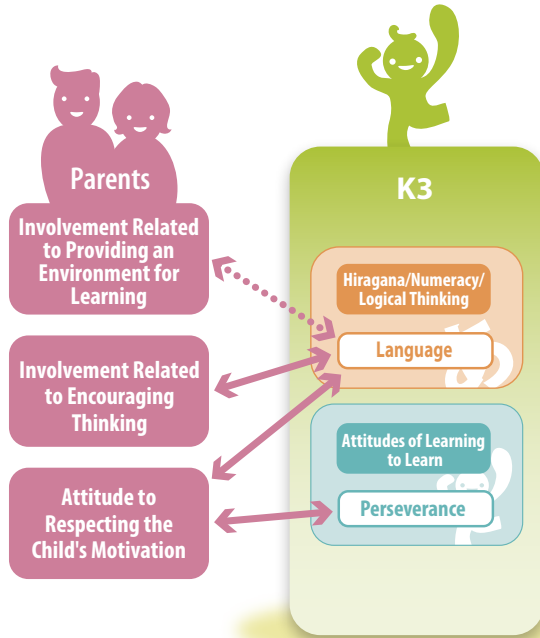 Parents
Involvement Related
to Providing an
Environment for
Learning
Involvement Related
to Encouraging
Thinking
Attitude to
Respecting the
Child's Motivation
K3
Hiragana/Numeracy/
Logical Thinking
Language
Attitudes of Learning
to Learn
Perseverance